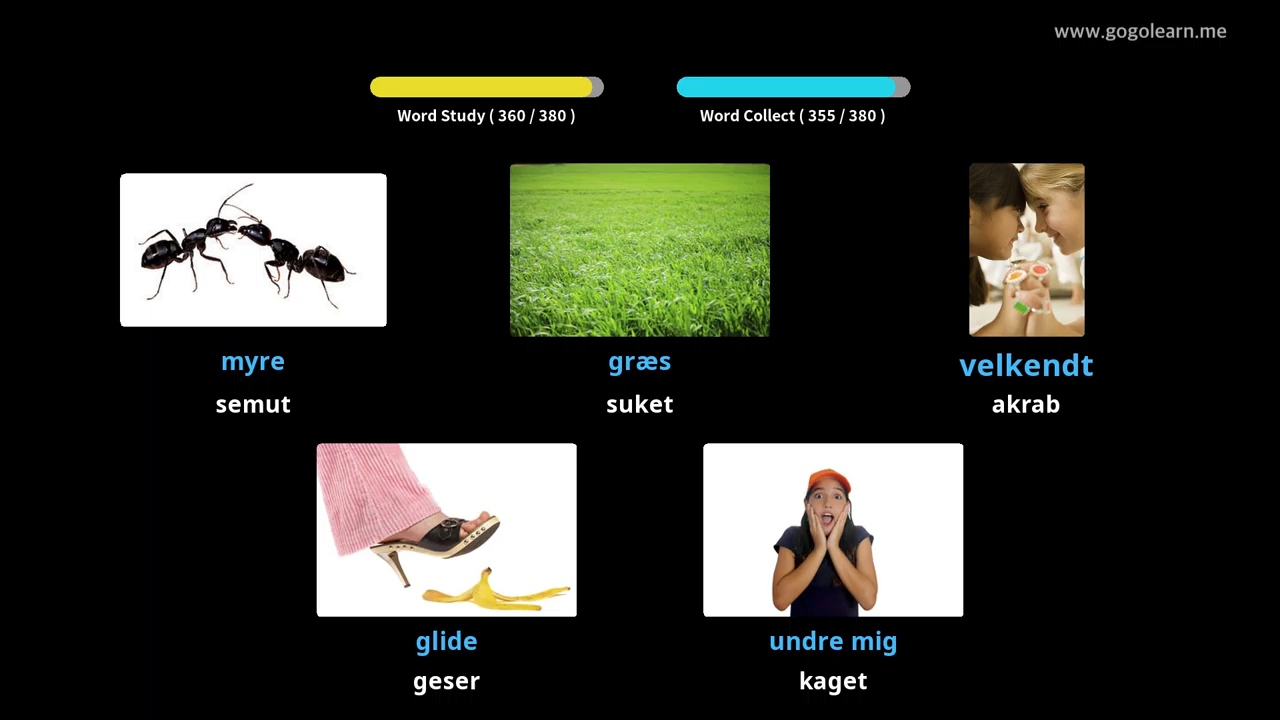 www.gogolearn.me
Word Study ( 360 / 380 )
Word Collect ( 355 / 380 )
myre
semut
græs
suket
velkendt
akrab
glide
geser
undre mig
kaget